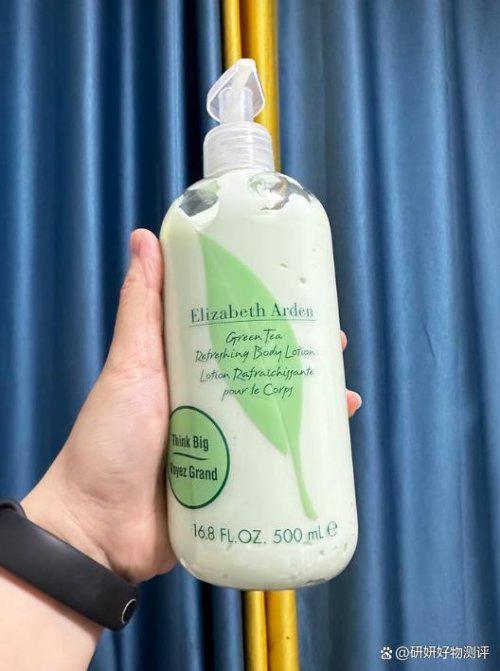 Elizabeth Arden
Green Tea
Refreshing Body Lotion
Lotion Rafraîchissante
pour le Corps
Think Big
Voyez Grand
16.8 FL.OZ. 500 mL e
@研妍好物测评